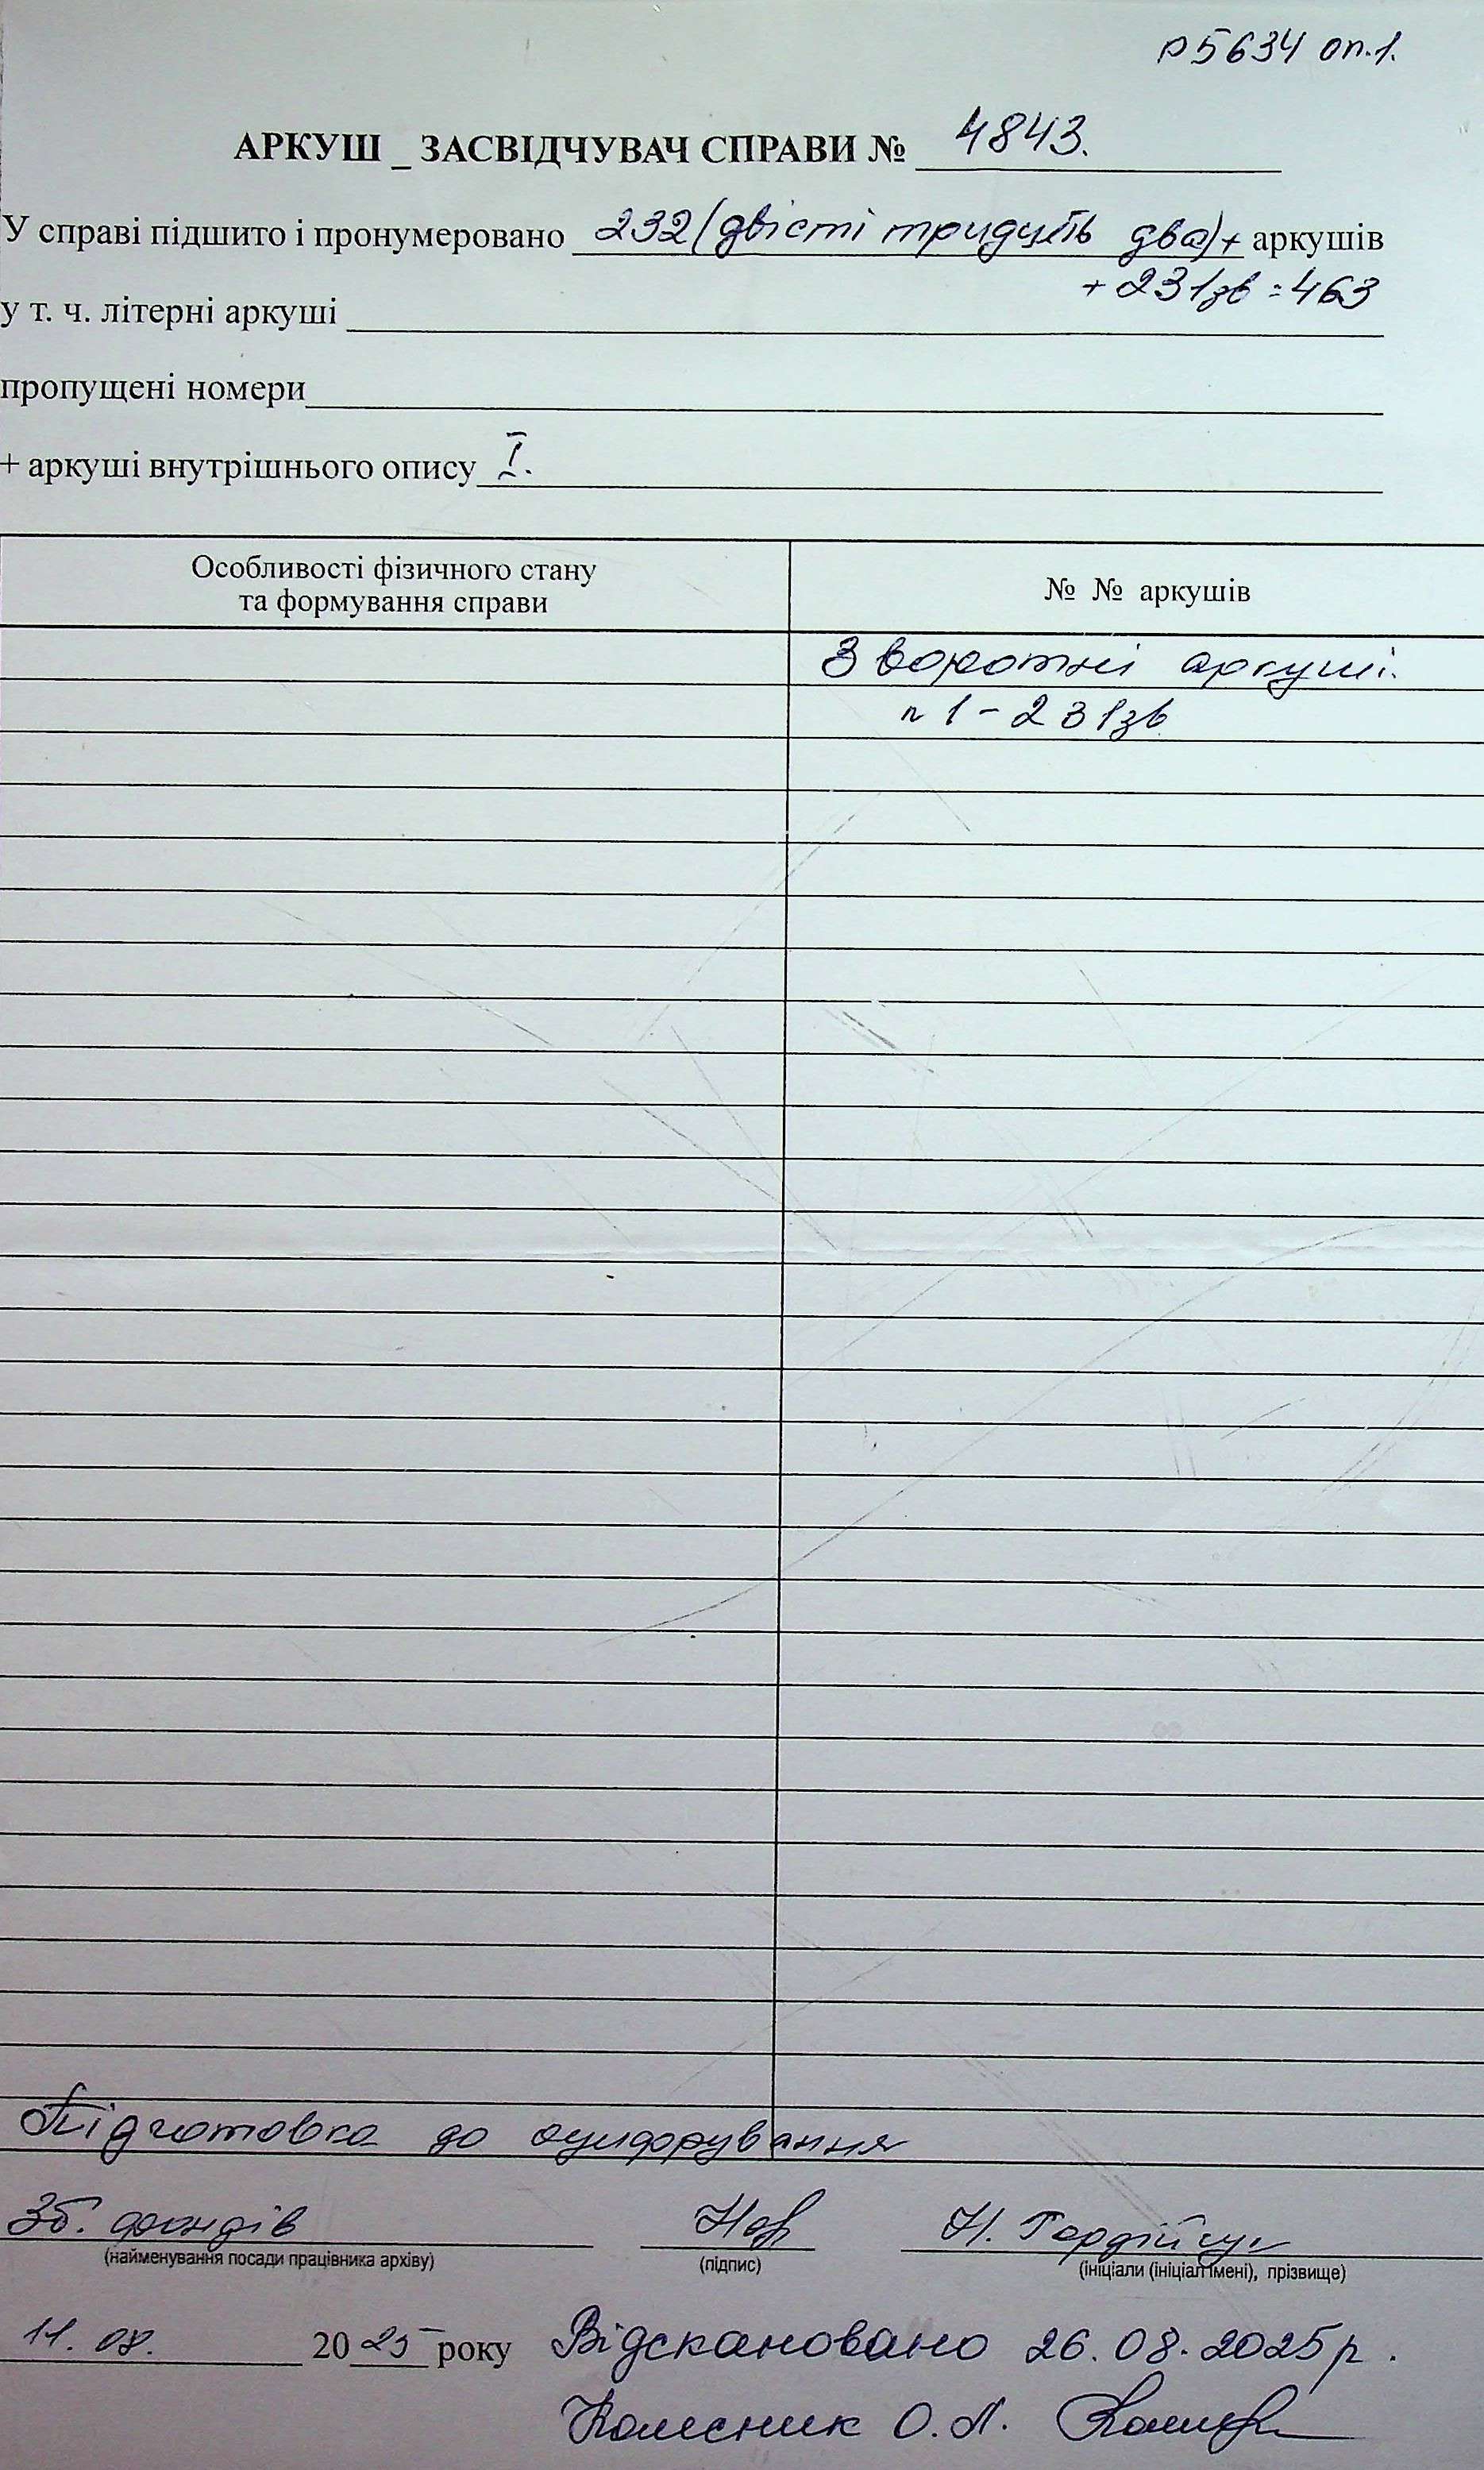 р5634 оп.1.
АРКУШ _ ЗАСВІДЧУВАЧ СПРАВИ № 4843.
У справі підшито і пронумеровано 232 (двісті тридцять два) + аркушів
+ 231зв = 463
у т. ч. літерні аркуші
пропущені номери
+ аркуші внутрішнього опису I.
Особливості фізичного стану та формування справи
№ № аркушів
Зворотні аркуші.
1 - 231зв
Підготовка до оцифрування
Зб. фондів
Н. Гордійчук
(найменування посади працівника архіву)
(підпис)
(ініціали (ініціал імені), прізвище)
11. 08. 2025 року Відскановано 26.08.2025р.
Колесник О.Л.